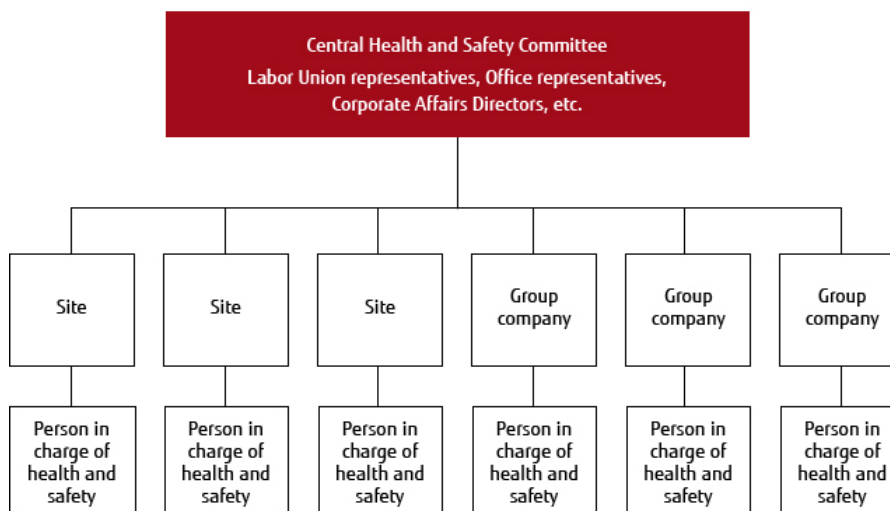 Central Health and Safety Committee
Labor Union representatives, Office representatives,
Corporate Affairs Directors, etc.
Site
Site
Site
Group
company
Group
company
Group
company
Person in
charge of
health and
safety
Person in
charge of
health and
safety
Person in
charge of
health and
safety
Person in
charge of
health and
safety
Person in
charge of
health and
safety
Person in
charge of
health and
safety